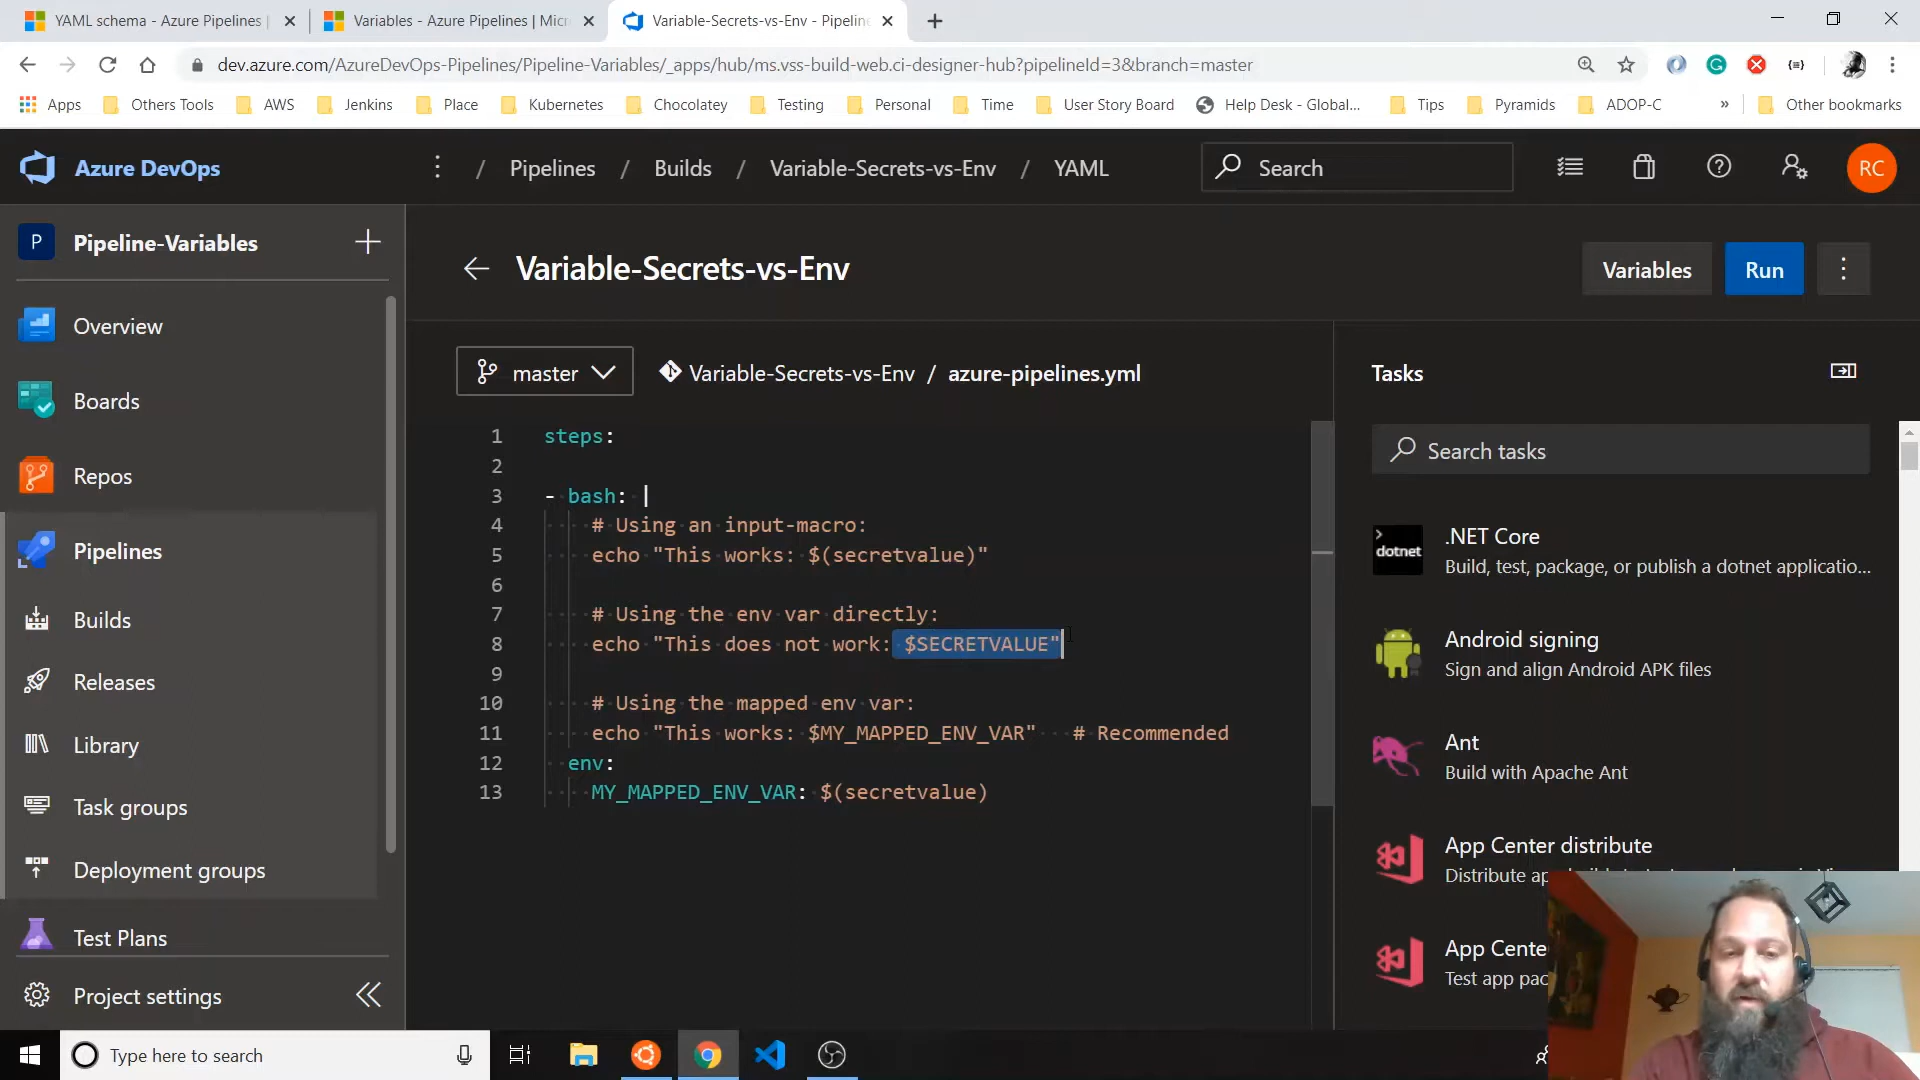 YAML schema - Azure Pipelines |
Variables - Azure Pipelines | Micr
Variable-Secrets-vs-Env - Pipelin
dev.azure.com/AzureDevOps-Pipelines/Pipeline-Variables/_apps/hub/ms.vss-build-web.ci-designer-hub?pipelineId=3&branch=master
Apps
Others Tools
AWS
Jenkins
Place
Kubernetes
Chocolatey
Testing
Personal
Time
User Story Board
Help Desk - Global...
Tips
Pyramids
ADOP-C
»
Other bookmarks
Azure DevOps
/ Pipelines / Builds / Variable-Secrets-vs-Env / YAML
Search
RC
P Pipeline-Variables
Overview
Boards
Repos
Pipelines
Builds
Releases
Library
Task groups
Deployment groups
Test Plans
Project settings
Variable-Secrets-vs-Env
Variables
Run
master
Variable-Secrets-vs-Env / azure-pipelines.yml
1 steps:
2
3 - bash: |
4 # Using an input-macro:
5 echo "This works: $(secretvalue)"
6
7 # Using the env var directly:
8 echo "This does not work: $SECRETVALUE"
9
10 # Using the mapped env var:
11 echo "This works: $MY_MAPPED_ENV_VAR" # Recommended
12 env:
13 MY_MAPPED_ENV_VAR: $(secretvalue)
Tasks
Search tasks
dotnet
.NET Core
Build, test, package, or publish a dotnet applicatio...
Android signing
Sign and align Android APK files
Ant
Build with Apache Ant
App Center distribute
Distribute ap
App Cente
Test app pac
Type here to search